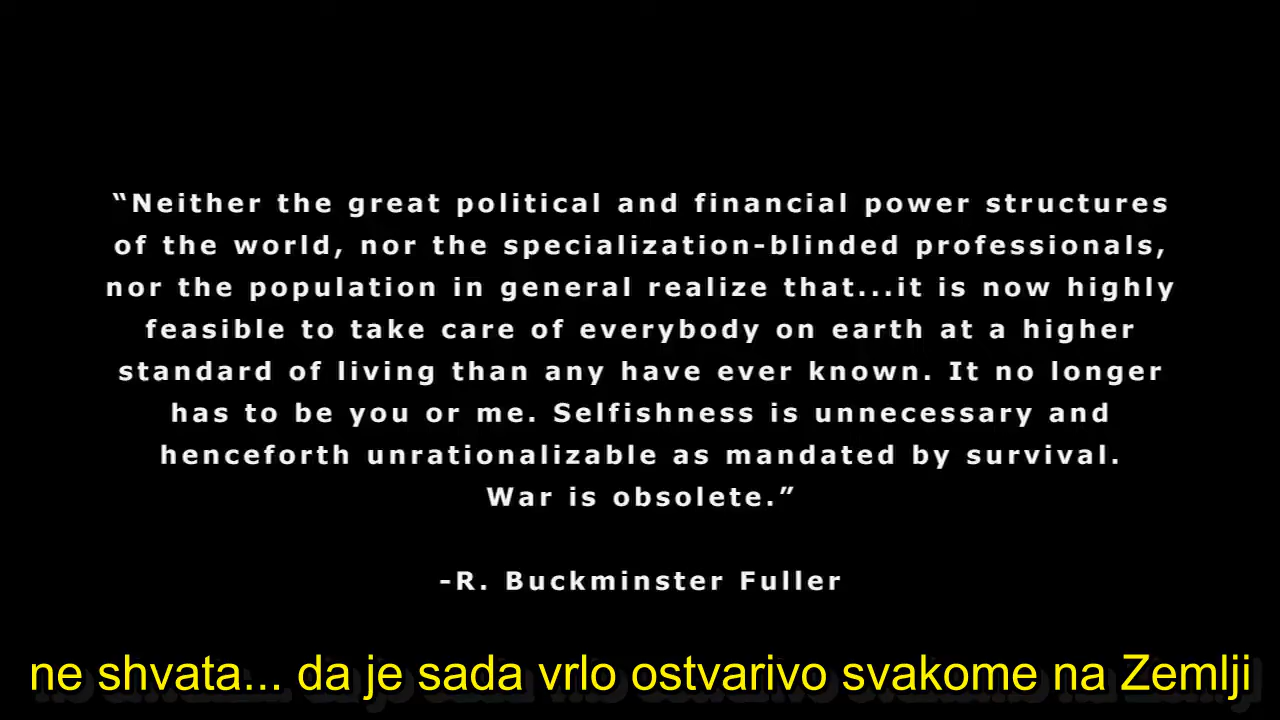 “Neither the great political and financial power structures
of the world, nor the specialization-blinded professionals,
nor the population in general realize that...it is now highly
feasible to take care of everybody on earth at a higher
standard of living than any have ever known. It no longer
has to be you or me. Selfishness is unnecessary and
henceforth unrationalizable as mandated by survival.
War is obsolete.”
-R. Buckminster Fuller
ne shvata... da je sada vrlo ostvarivo svakome na Zemlji